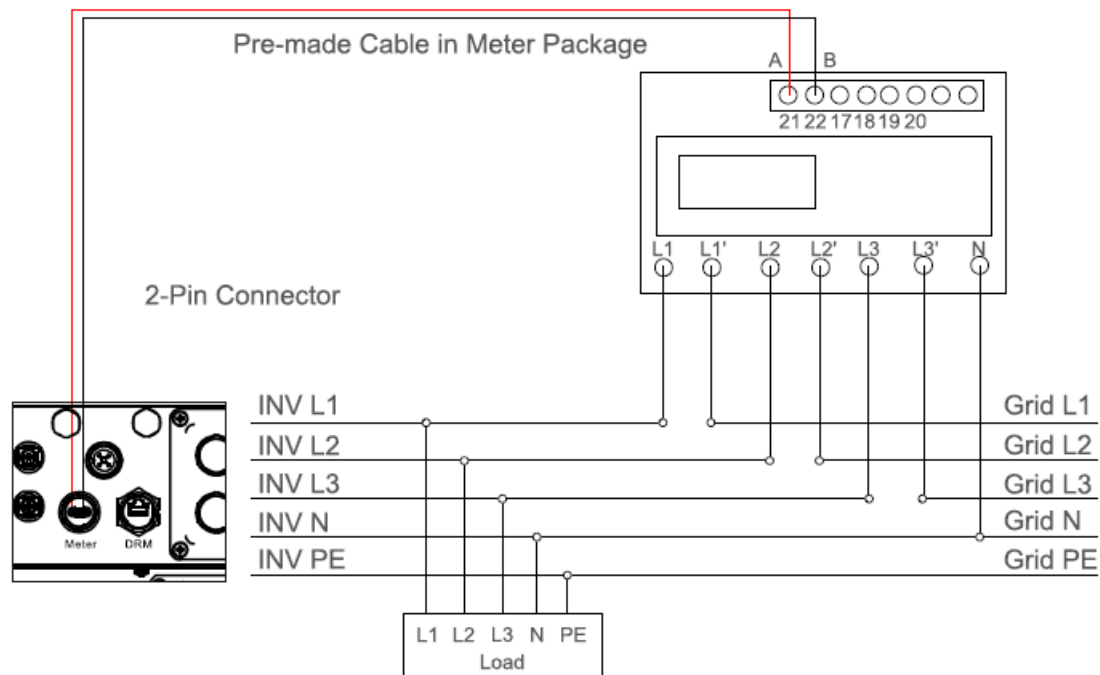 Pre-made Cable in Meter Package
A B
21 22 17 18 19 20
L1 L1' L2 L2' L3 L3' N
2-Pin Connector
INV L1 Grid L1
INV L2 Grid L2
INV L3 Grid L3
INV N Grid N
INV PE Grid PE
Meter DRM
L1 L2 L3 N PE
Load